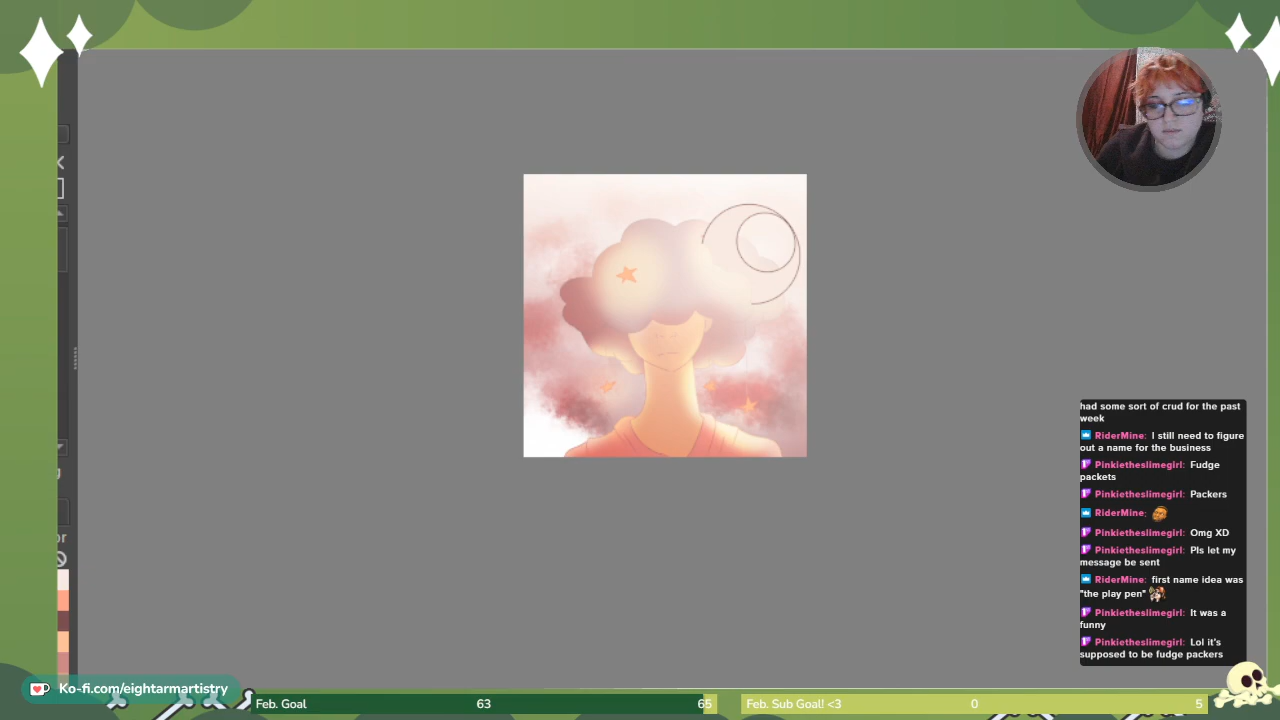 had some sort of crud for the past
week
RiderMine: I still need to figure
out a name for the business
Pinkietheslimegirl: Fudge
packets
Pinkietheslimegirl: Packers
RiderMine:
Pinkietheslimegirl: Omg XD
Pinkietheslimegirl: Pls let my
message be sent
RiderMine: first name idea was
"the play pen"
Pinkietheslimegirl: It was a
funny
Pinkietheslimegirl: Lol it's
supposed to be fudge packers
Ko-fi.com/eightarmartistry
Feb. Goal 63 65
Feb. Sub Goal! <3 0 5